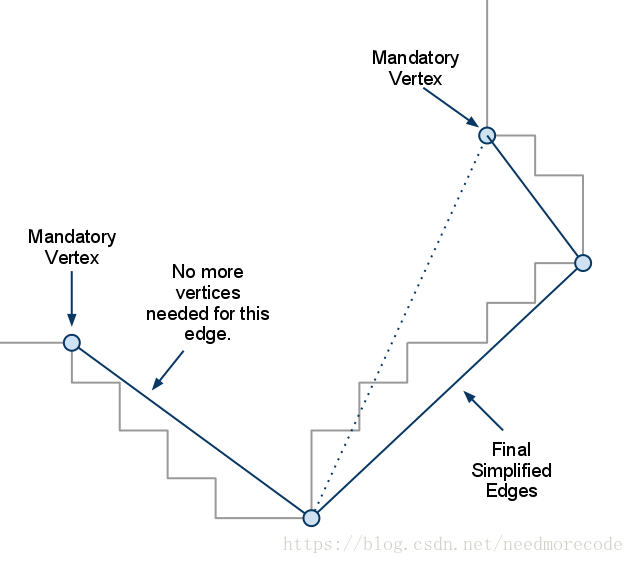 Mandatory
Vertex
Mandatory
Vertex
No more
vertices
needed for this
edge.
Final
Simplified
Edges
https://blog.csdn.net/needmorecode